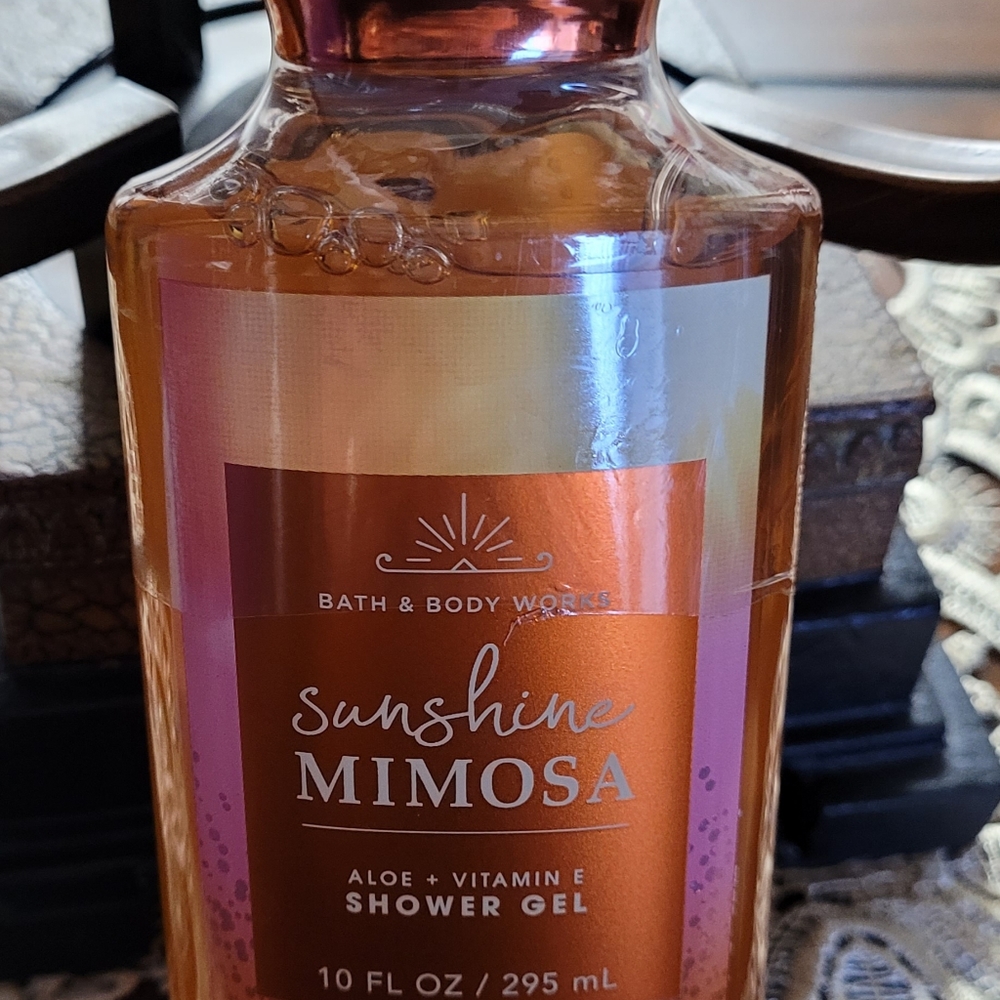 BATH & BODY WORKS
sunshine
MIMOSA
ALOE + VITAMIN E
SHOWER GEL
10 FL OZ / 295 mL